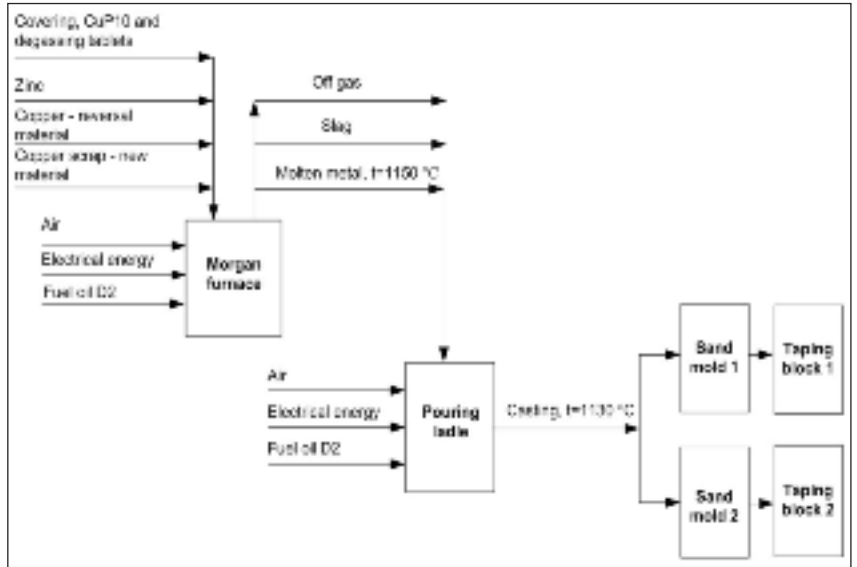 Covering, CuP10 and
degassing tablets
Zinc
Copper - reversal
material
Copper scrap - new
material
Off gas
Slag
Molten metal, t=1150 °C
Air
Electrical energy
Fuel oil D2
Morgan
furnace
Air
Electrical energy
Fuel oil D2
Pouring
ladle
Casting, t=1130 °C
Sand
mold 1
Taping
block 1
Sand
mold 2
Taping
block 2